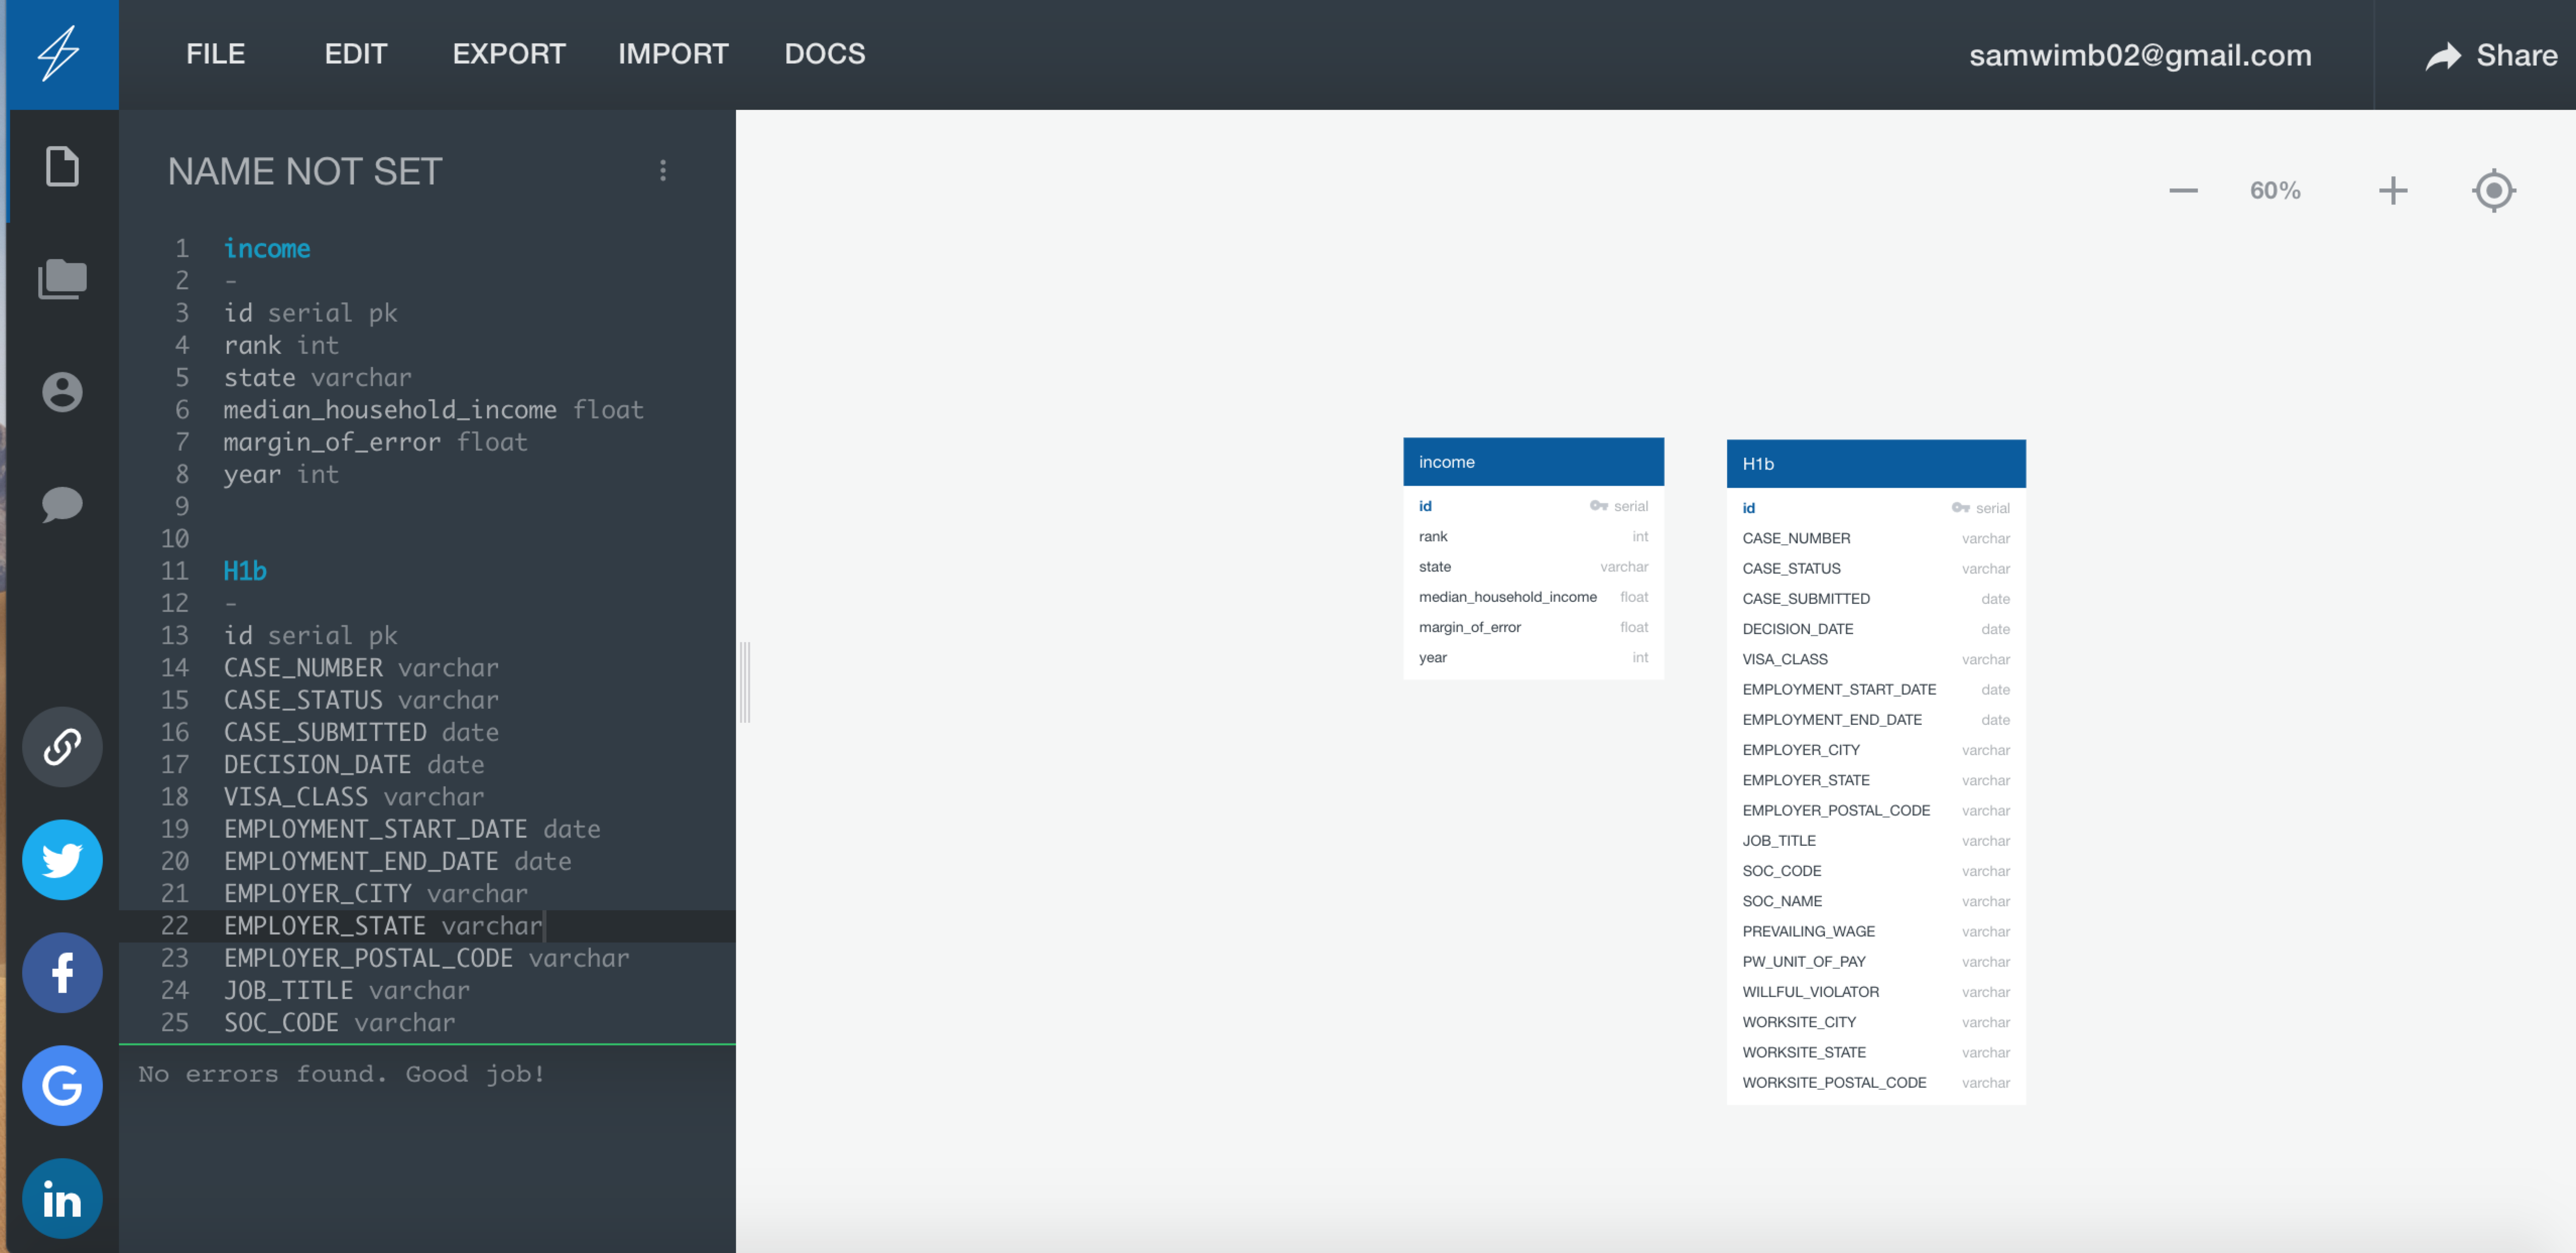 FILE EDIT EXPORT IMPORT DOCS samwimb02@gmail.com Share
NAME NOT SET
1 income
2 -
3 id serial pk
4 rank int
5 state varchar
6 median_household_income float
7 margin_of_error float
8 year int
9
10
11 H1b
12 -
13 id serial pk
14 CASE_NUMBER varchar
15 CASE_STATUS varchar
16 CASE_SUBMITTED date
17 DECISION_DATE date
18 VISA_CLASS varchar
19 EMPLOYMENT_START_DATE date
20 EMPLOYMENT_END_DATE date
21 EMPLOYER_CITY varchar
22 EMPLOYER_STATE varchar
23 EMPLOYER_POSTAL_CODE varchar
24 JOB_TITLE varchar
25 SOC_CODE varchar
No errors found. Good job!
60%
income
id serial
rank int
state varchar
median_household_income float
margin_of_error float
year int
H1b
id serial
CASE_NUMBER varchar
CASE_STATUS varchar
CASE_SUBMITTED date
DECISION_DATE date
VISA_CLASS varchar
EMPLOYMENT_START_DATE date
EMPLOYMENT_END_DATE date
EMPLOYER_CITY varchar
EMPLOYER_STATE varchar
EMPLOYER_POSTAL_CODE varchar
JOB_TITLE varchar
SOC_CODE varchar
SOC_NAME varchar
PREVAILING_WAGE varchar
PW_UNIT_OF_PAY varchar
WILLFUL_VIOLATOR varchar
WORKSITE_CITY varchar
WORKSITE_STATE varchar
WORKSITE_POSTAL_CODE varchar
f
G
in